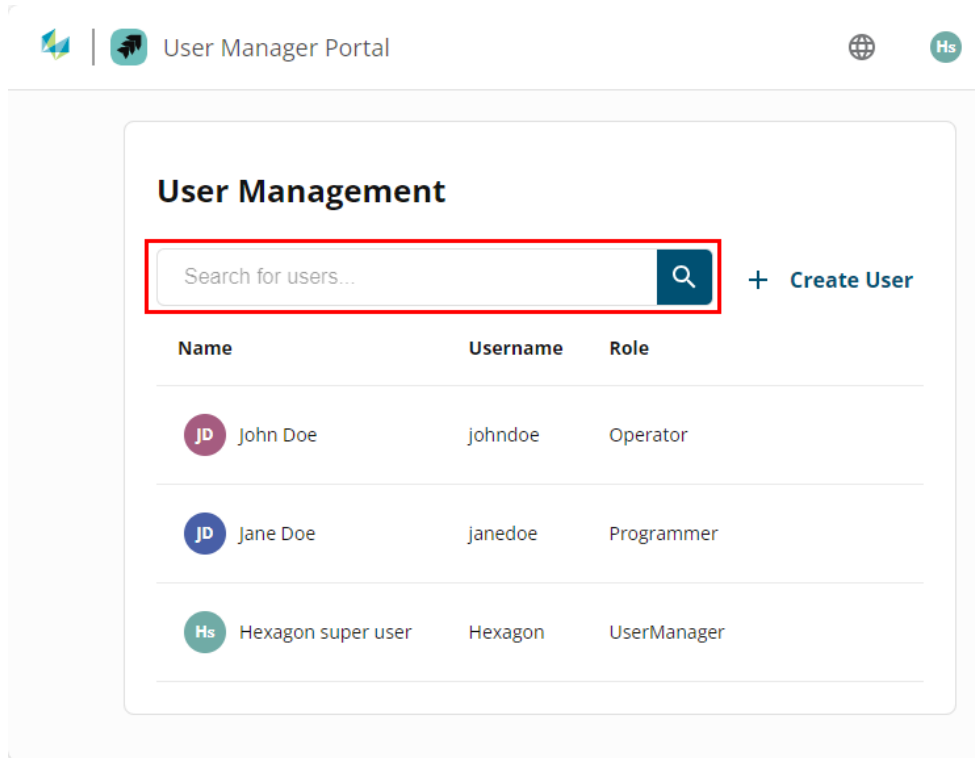 User Manager Portal
Hs
User Management
Search for users...
+ Create User
Name Username Role
JD John Doe johndoe Operator
JD Jane Doe janedoe Programmer
Hs Hexagon super user Hexagon UserManager